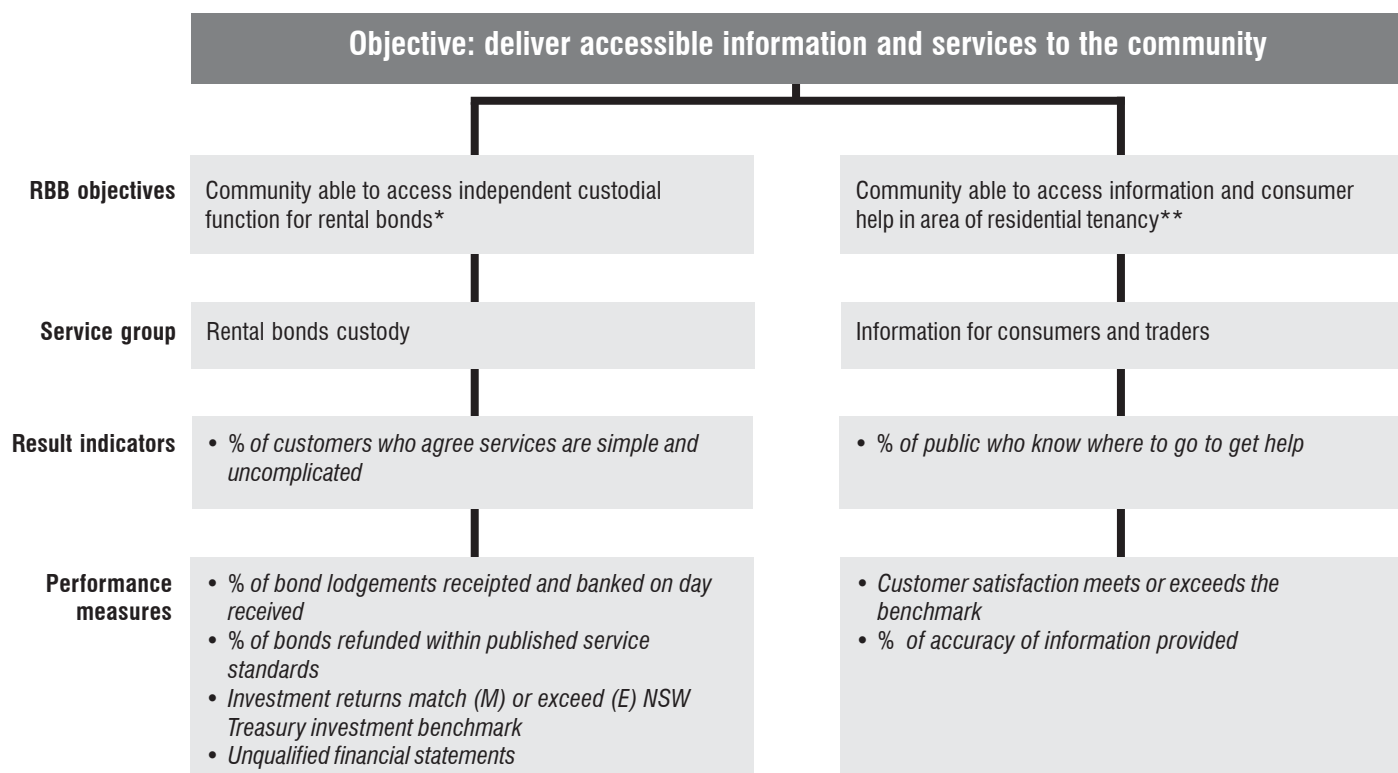 Objective: deliver accessible information and services to the community
RBB objectives
Community able to access independent custodial
function for rental bonds*
Community able to access information and consumer
help in area of residential tenancy**
Service group
Rental bonds custody
Information for consumers and traders
Result indicators
• % of customers who agree services are simple and
uncomplicated
• % of public who know where to go to get help
Performance
measures
• % of bond lodgements receipted and banked on day
received
• % of bonds refunded within published service
standards
• Investment returns match (M) or exceed (E) NSW
Treasury investment benchmark
• Unqualified financial statements
• Customer satisfaction meets or exceeds the
benchmark
• % of accuracy of information provided